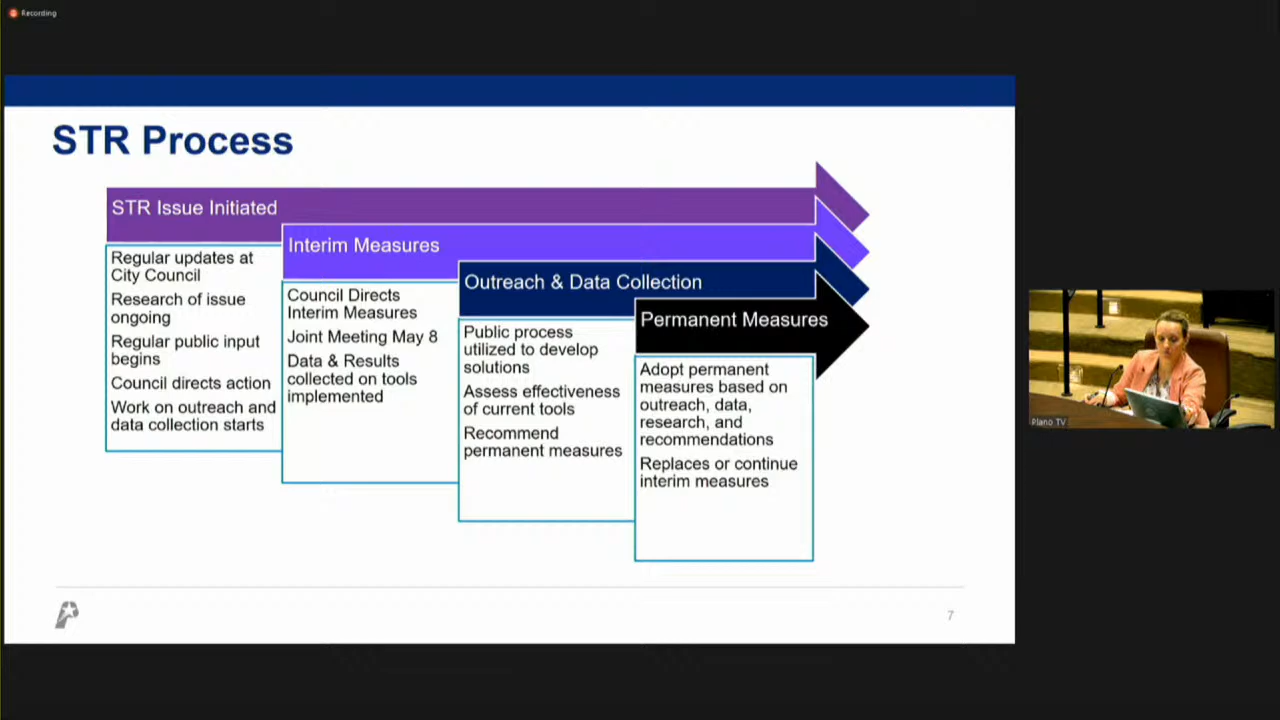 Recording
STR Process
STR Issue Initiated
Regular updates at
City Council
Research of issue
ongoing
Regular public input
begins
Council directs action
Work on outreach and
data collection starts
Interim Measures
Council Directs
Interim Measures
Joint Meeting May 8
Data & Results
collected on tools
implemented
Outreach & Data Collection
Public process
utilized to develop
solutions
Assess effectiveness
of current tools
Recommend
permanent measures
Permanent Measures
Adopt permanent
measures based on
outreach, data,
research, and
recommendations
Replaces or continue
interim measures
7
Plano TV